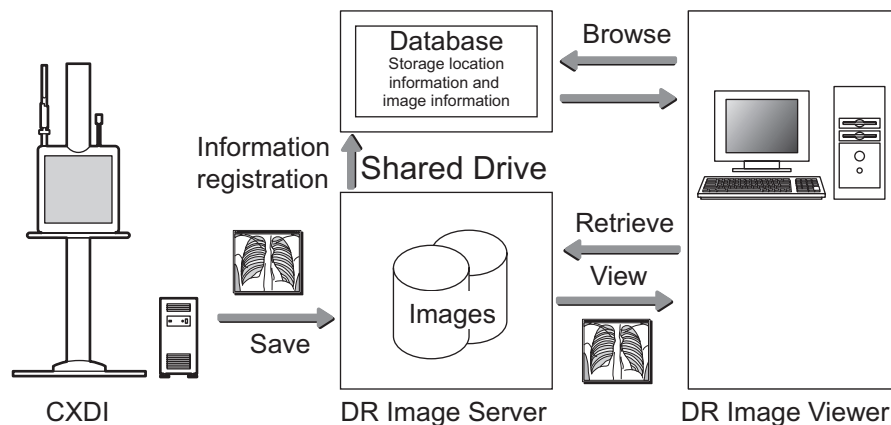 Database
Storage location
information and
image information
Browse
Information
registration
Shared Drive
Retrieve
View
Images
Save
CXDI
DR Image Server
DR Image Viewer